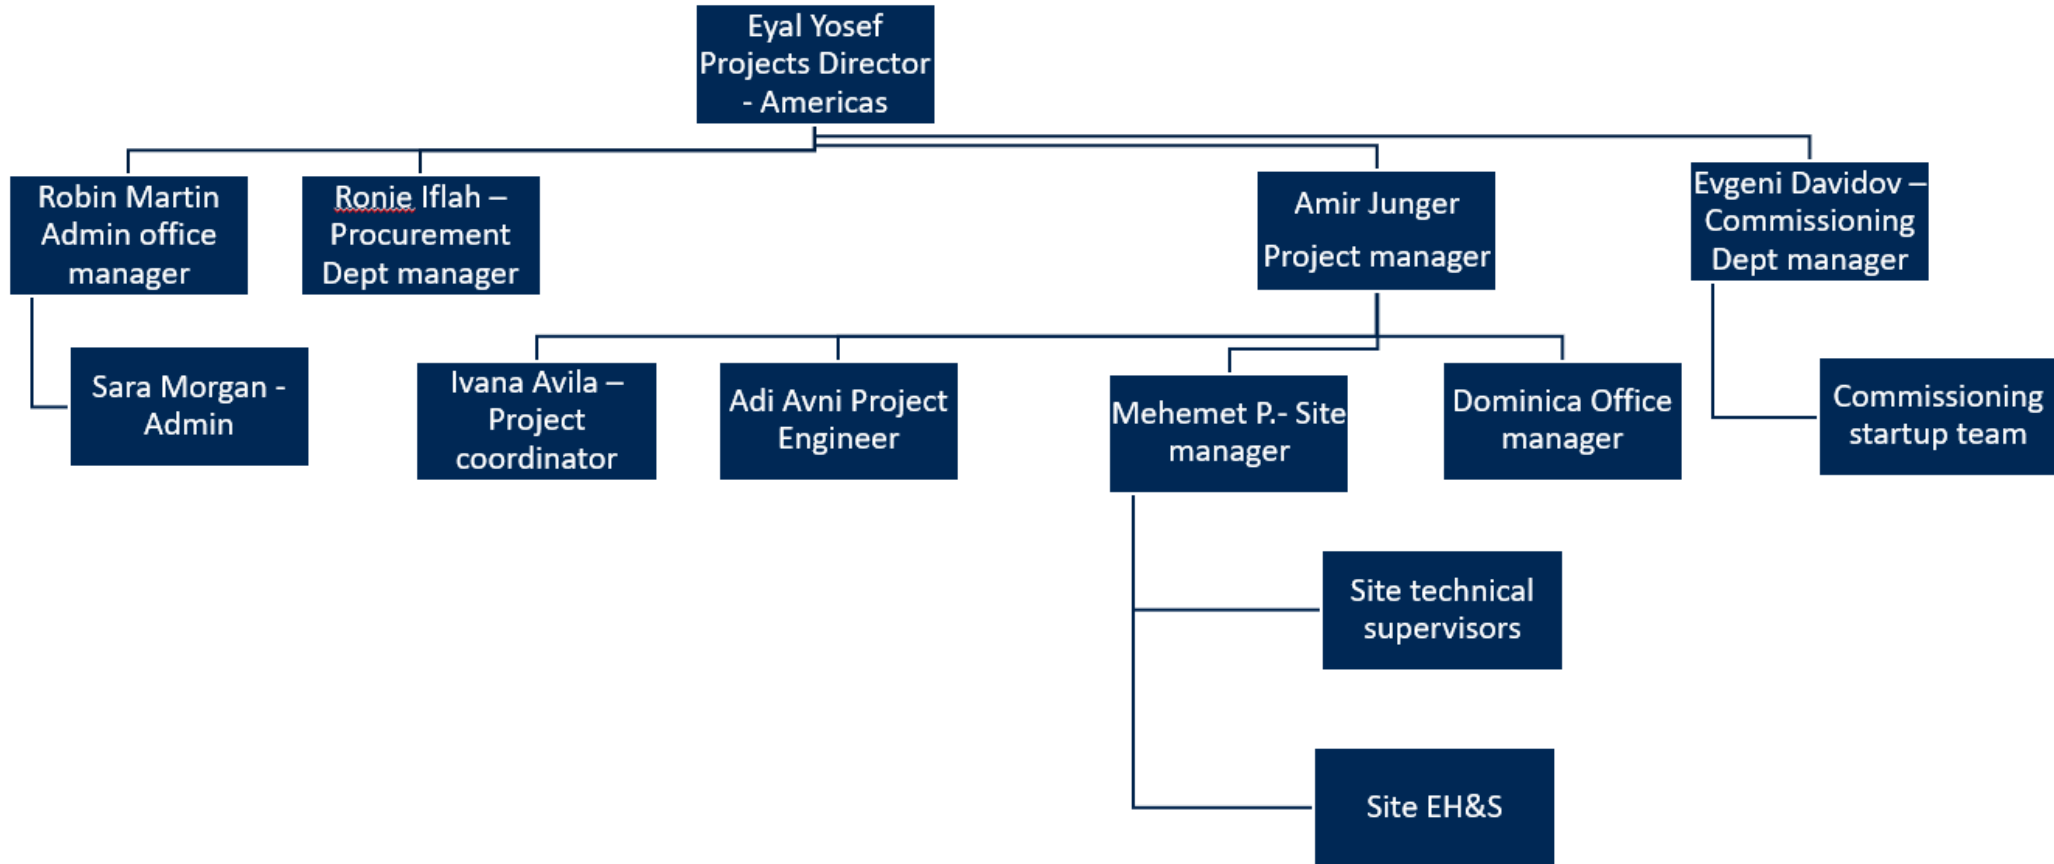 Eyal Yosef
Projects Director
- Americas
Robin Martin
Admin office
manager
Ronie Iflah –
Procurement
Dept manager
Amir Junger
Project manager
Evgeni Davidov –
Commissioning
Dept manager
Sara Morgan -
Admin
Ivana Avila –
Project
coordinator
Adi Avni Project
Engineer
Mehemet P.- Site
manager
Dominica Office
manager
Commissioning
startup team
Site technical
supervisors
Site EH&S